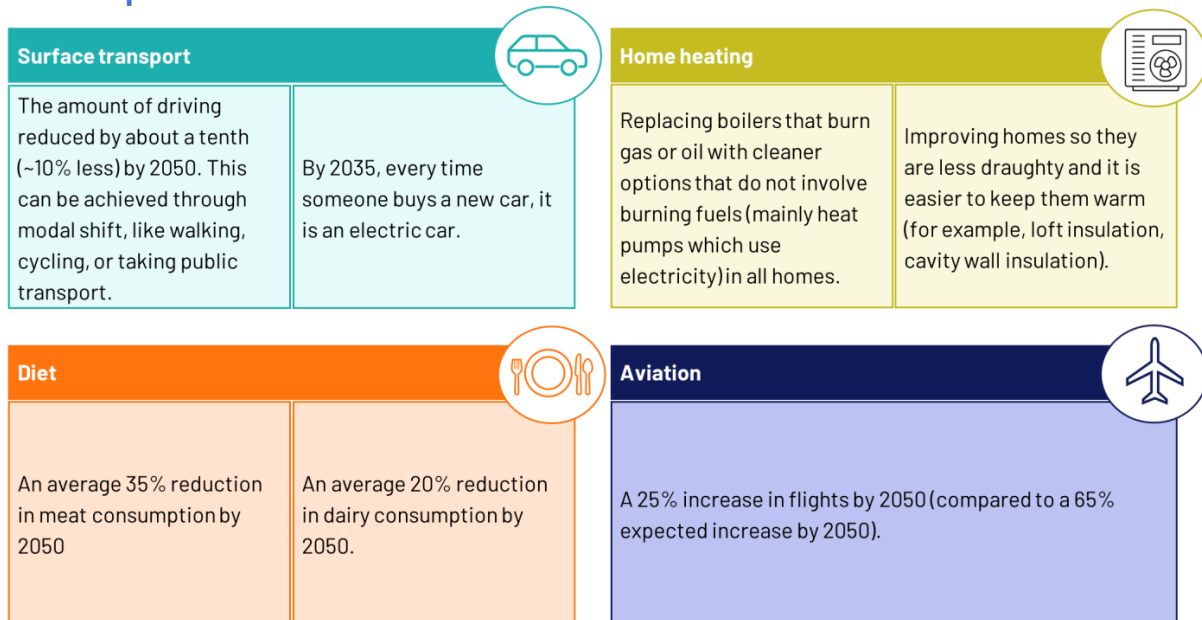 Surface transport
The amount of driving
reduced by about a tenth
(~10% less) by 2050. This
can be achieved through
modal shift, like walking,
cycling, or taking public
transport.
By 2035, every time
someone buys a new car, it
is an electric car.
Home heating
Replacing boilers that burn
gas or oil with cleaner
options that do not involve
burning fuels (mainly heat
pumps which use
electricity) in all homes.
Improving homes so they
are less draughty and it is
easier to keep them warm
(for example, loft insulation,
cavity wall insulation).
Diet
An average 35% reduction
in meat consumption by
2050
An average 20% reduction
in dairy consumption by
2050.
Aviation
A 25% increase in flights by 2050 (compared to a 65%
expected increase by 2050).